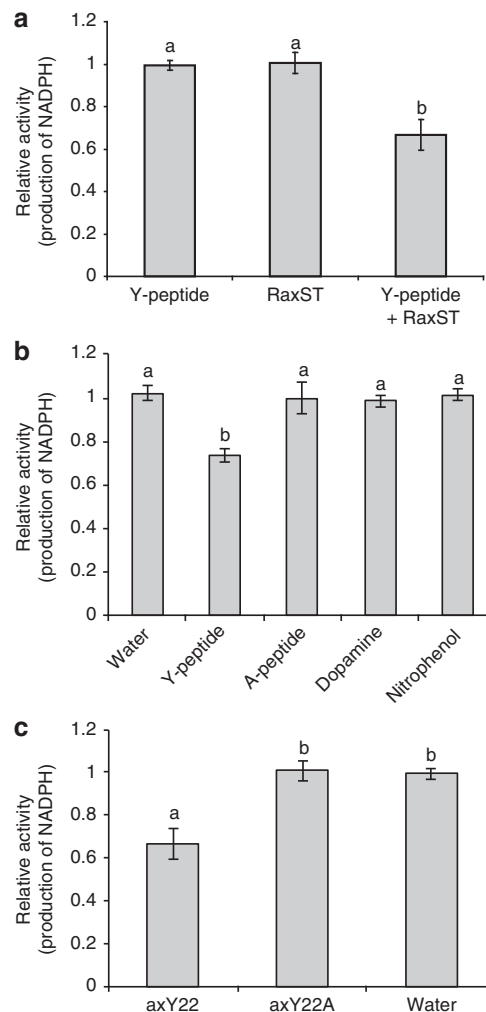 a
Relative activity
(production of NADPH)
1.2
1
0.8
0.6
0.4
0.2
0
a
a
b
Y-peptide
RaxST
Y-peptide
+ RaxST
b
Relative activity
(production of NADPH)
1.2
1
0.8
0.6
0.4
0.2
0
a
b
a
a
a
Water
Y-peptide
A-peptide
Dopamine
Nitrophenol
c
Relative activity
(production of NADPH)
1.2
1
0.8
0.6
0.4
0.2
0
a
b
b
axY22
axY22A
Water